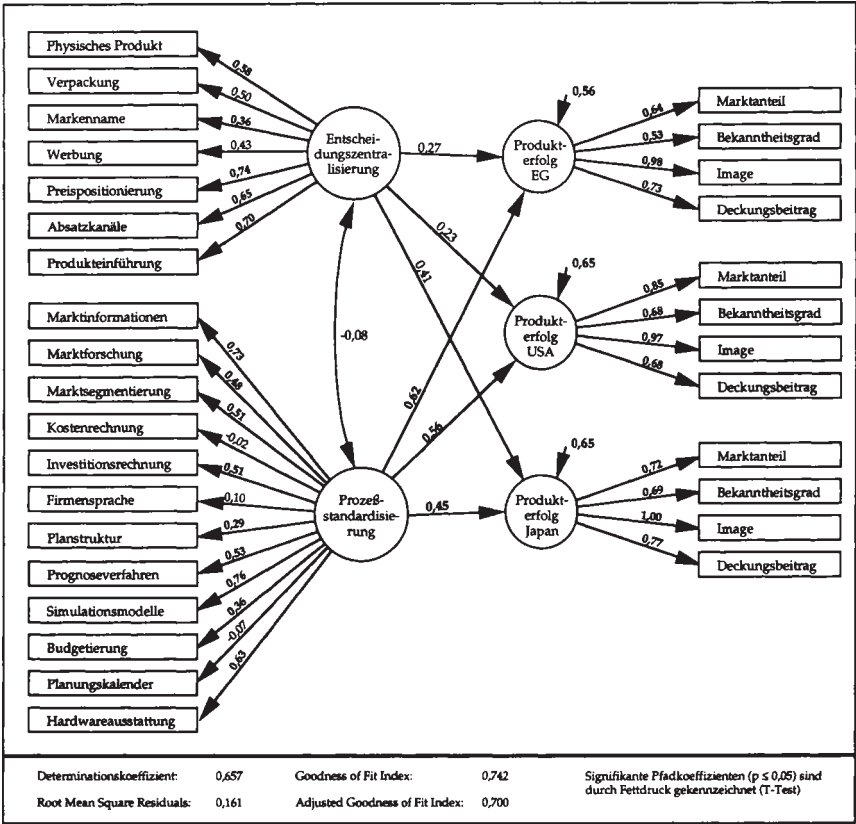 Physisches Produkt
Verpackung
Markenname
Werbung
Preispositionierung
Absatzkanäle
Produkteinführung
0,58
0,50
0,36
0,43
0,74
0,65
0,70
Entschei-
dungszentra-
lisierung
0,27
0,23
0,41
-0,08
Marktinformationen
Marktforschung
Marktsegmentierung
Kostenrechnung
Investitionsrechnung
Firmensprache
Planstruktur
Prognoseverfahren
Simulationsmodelle
Budgetierung
Planungskalender
Hardwareausstattung
0,73
0,48
0,51
-0,02
0,51
0,10
0,29
0,53
0,76
0,36
-0,07
0,63
Prozeß-
standardisie-
rung
0,62
0,56
0,45
0,56
Produkt-
erfolg
EG
0,64
0,53
0,98
0,73
Marktanteil
Bekanntheitsgrad
Image
Deckungsbeitrag
0,65
Produkt-
erfolg
USA
0,85
0,68
0,97
0,68
Marktanteil
Bekanntheitsgrad
Image
Deckungsbeitrag
0,65
Produkt-
erfolg
Japan
0,72
0,69
1,00
0,77
Marktanteil
Bekanntheitsgrad
Image
Deckungsbeitrag
Determinationskoeffizient: 0,657 Goodness of Fit Index: 0,742 Signifikante Pfadkoeffizienten (p ≤ 0,05) sind
durch Fettdruck gekennzeichnet (T-Test)
Root Mean Square Residuals: 0,161 Adjusted Goodness of Fit Index: 0,700